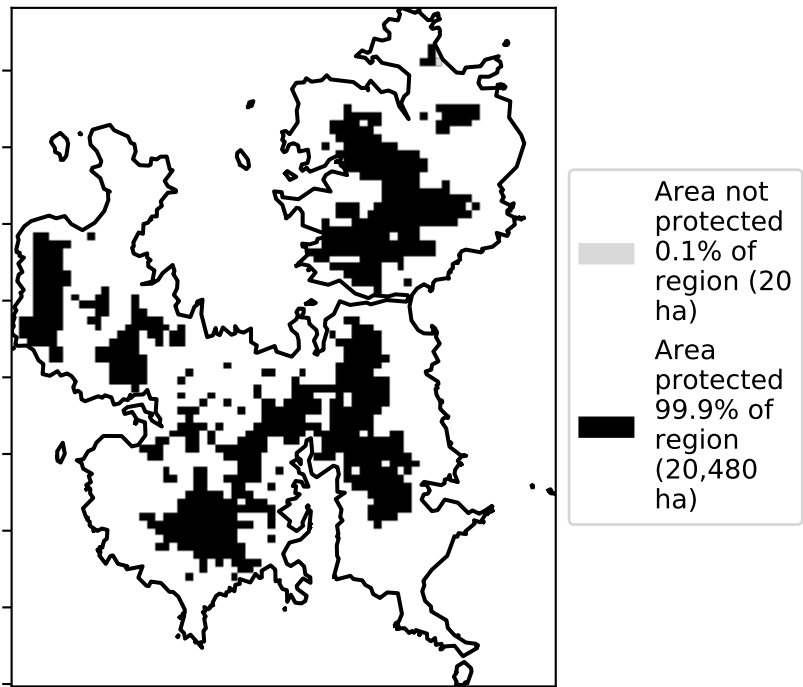 Area not
protected
0.1% of
region (20
ha)
Area
protected
99.9% of
region
(20,480
ha)